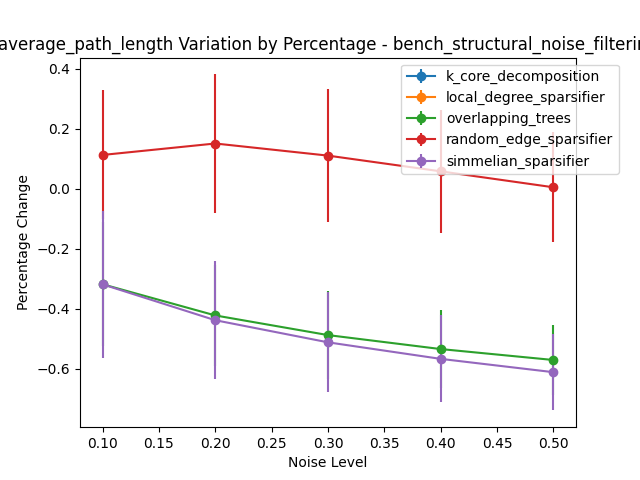 average_path_length Variation by Percentage - bench_structural_noise_filterin
k_core_decomposition
local_degree_sparsifier
overlapping_trees
random_edge_sparsifier
simmelian_sparsifier
Percentage Change
0.4
0.2
0.0
−0.2
−0.4
−0.6
0.10 0.15 0.20 0.25 0.30 0.35 0.40 0.45 0.50
Noise Level